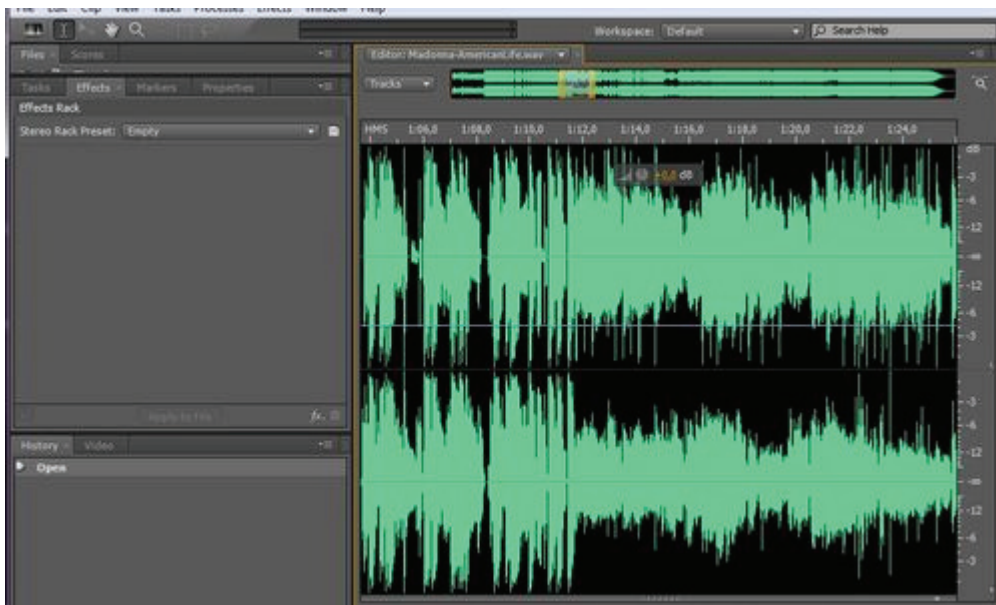 File Edit Clip View Tasks Processes Effects Window Help
Workspace: Default
Search Help
Files
Scores
Editor: Madonna-AmericanLife.wav
Tasks
Effects
Markers
Properties
Tracks
Effects Rack
Stereo Rack Preset: Empty
HMS 1:06,0 1:08,0 1:10,0 1:12,0 1:14,0 1:16,0 1:18,0 1:20,0 1:22,0 1:24,0
dB
+0,0 dB
-3
-6
-12
-∞
-12
-6
-3
-3
-6
-12
-∞
-12
-6
-3
Apply to File
fx.
History
Video
Open